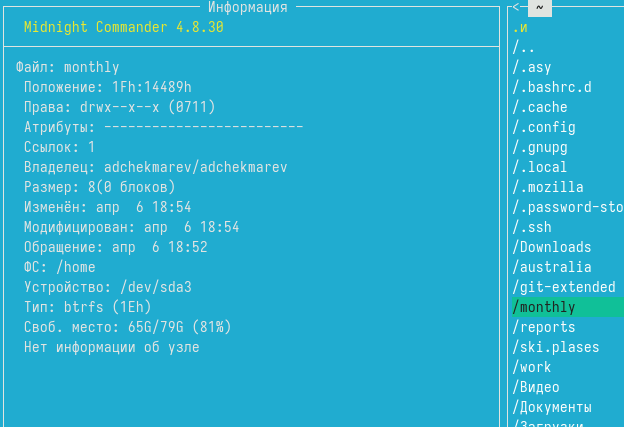 Информация
Midnight Commander 4.8.30
Файл: monthly
Положение: 1Fh:14489h
Права: drwx--x--x (0711)
Атрибуты: -------------------------
Ссылок: 1
Владелец: adchekmarev/adchekmarev
Размер: 8(0 блоков)
Изменён: апр  6 18:54
Модифицирован: апр  6 18:54
Обращение: апр  6 18:52
ФС: /home
Устройство: /dev/sda3
Тип: btrfs (1Eh)
Своб. место: 65G/79G (81%)
Нет информации об узле
<- ~
.и
/..
/.asy
/.bashrc.d
/.cache
/.config
/.gnupg
/.local
/.mozilla
/.password-sto
/.ssh
/Downloads
/australia
/git-extended
/monthly
/reports
/ski.plases
/work
/Видео
/Документы
/Загрузки